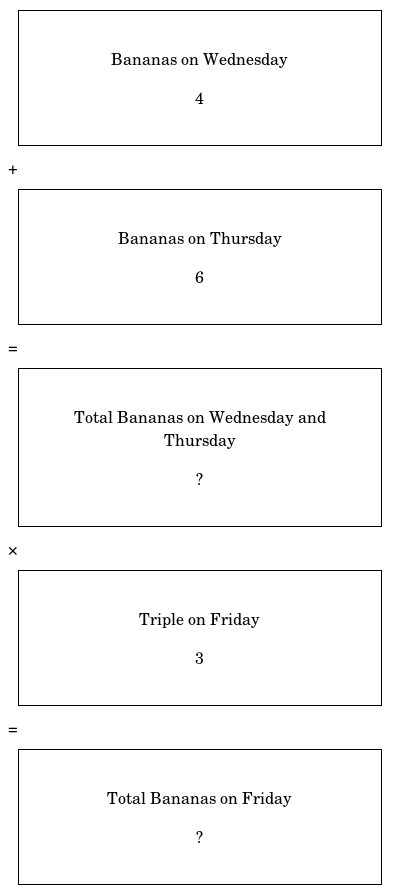 Bananas on Wednesday
4
+
Bananas on Thursday
6
=
Total Bananas on Wednesday and
Thursday
?
×
Triple on Friday
3
=
Total Bananas on Friday
?